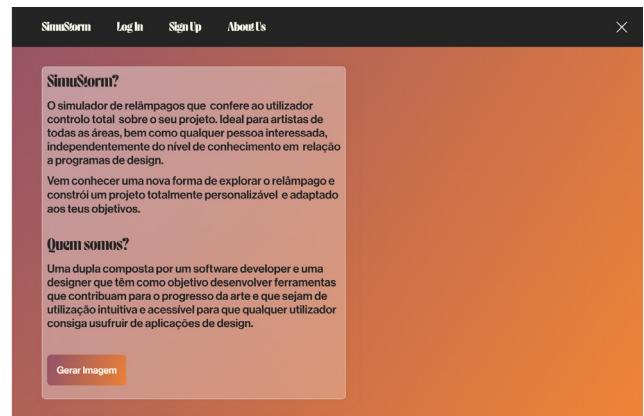 SimuStorm Log In Sign Up About Us
SimuStorm?
O simulador de relâmpagos que confere ao utilizador
controlo total sobre o seu projeto. Ideal para artistas de
todas as áreas, bem como qualquer pessoa interessada,
independentemente do nível de conhecimento em relação
a programas de design.
Vem conhecer uma nova forma de explorar o relâmpago e
constrói um projeto totalmente personalizável e adaptado
aos teus objetivos.
Quem somos?
Uma dupla composta por um software developer e uma
designer que têm como objetivo desenvolver ferramentas
que contribuam para o progresso da arte e que sejam de
utilização intuitiva e acessível para que qualquer utilizador
consiga usufruir de aplicações de design.
Gerar Imagem